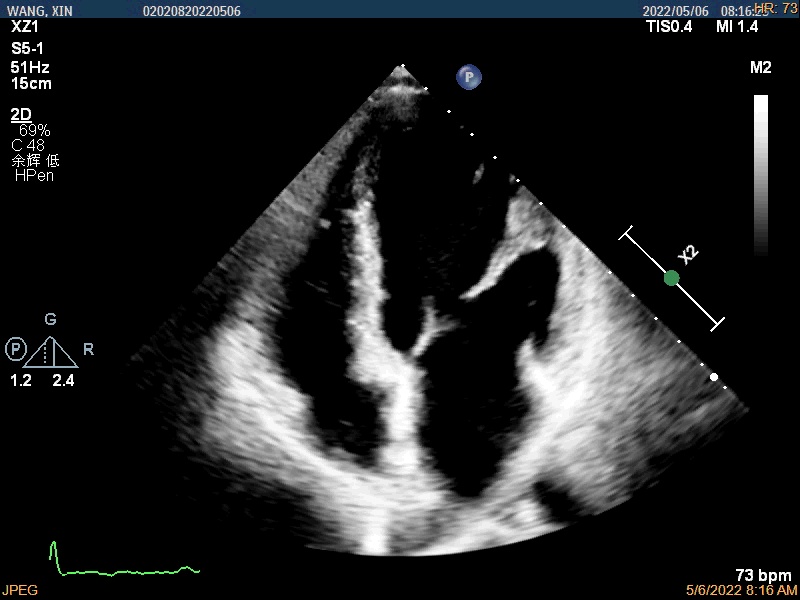 WANG, XIN 02020820220506 2022/05/06 08:16:25
HR: 73
XZ1 TIS0.4 MI 1.4
S5-1
51Hz
15cm
M2
P
2D
69%
C 48
余辉 低
HPen
X2
G
P R
1.2 2.4
73 bpm
JPEG 5/6/2022 8:16 AM